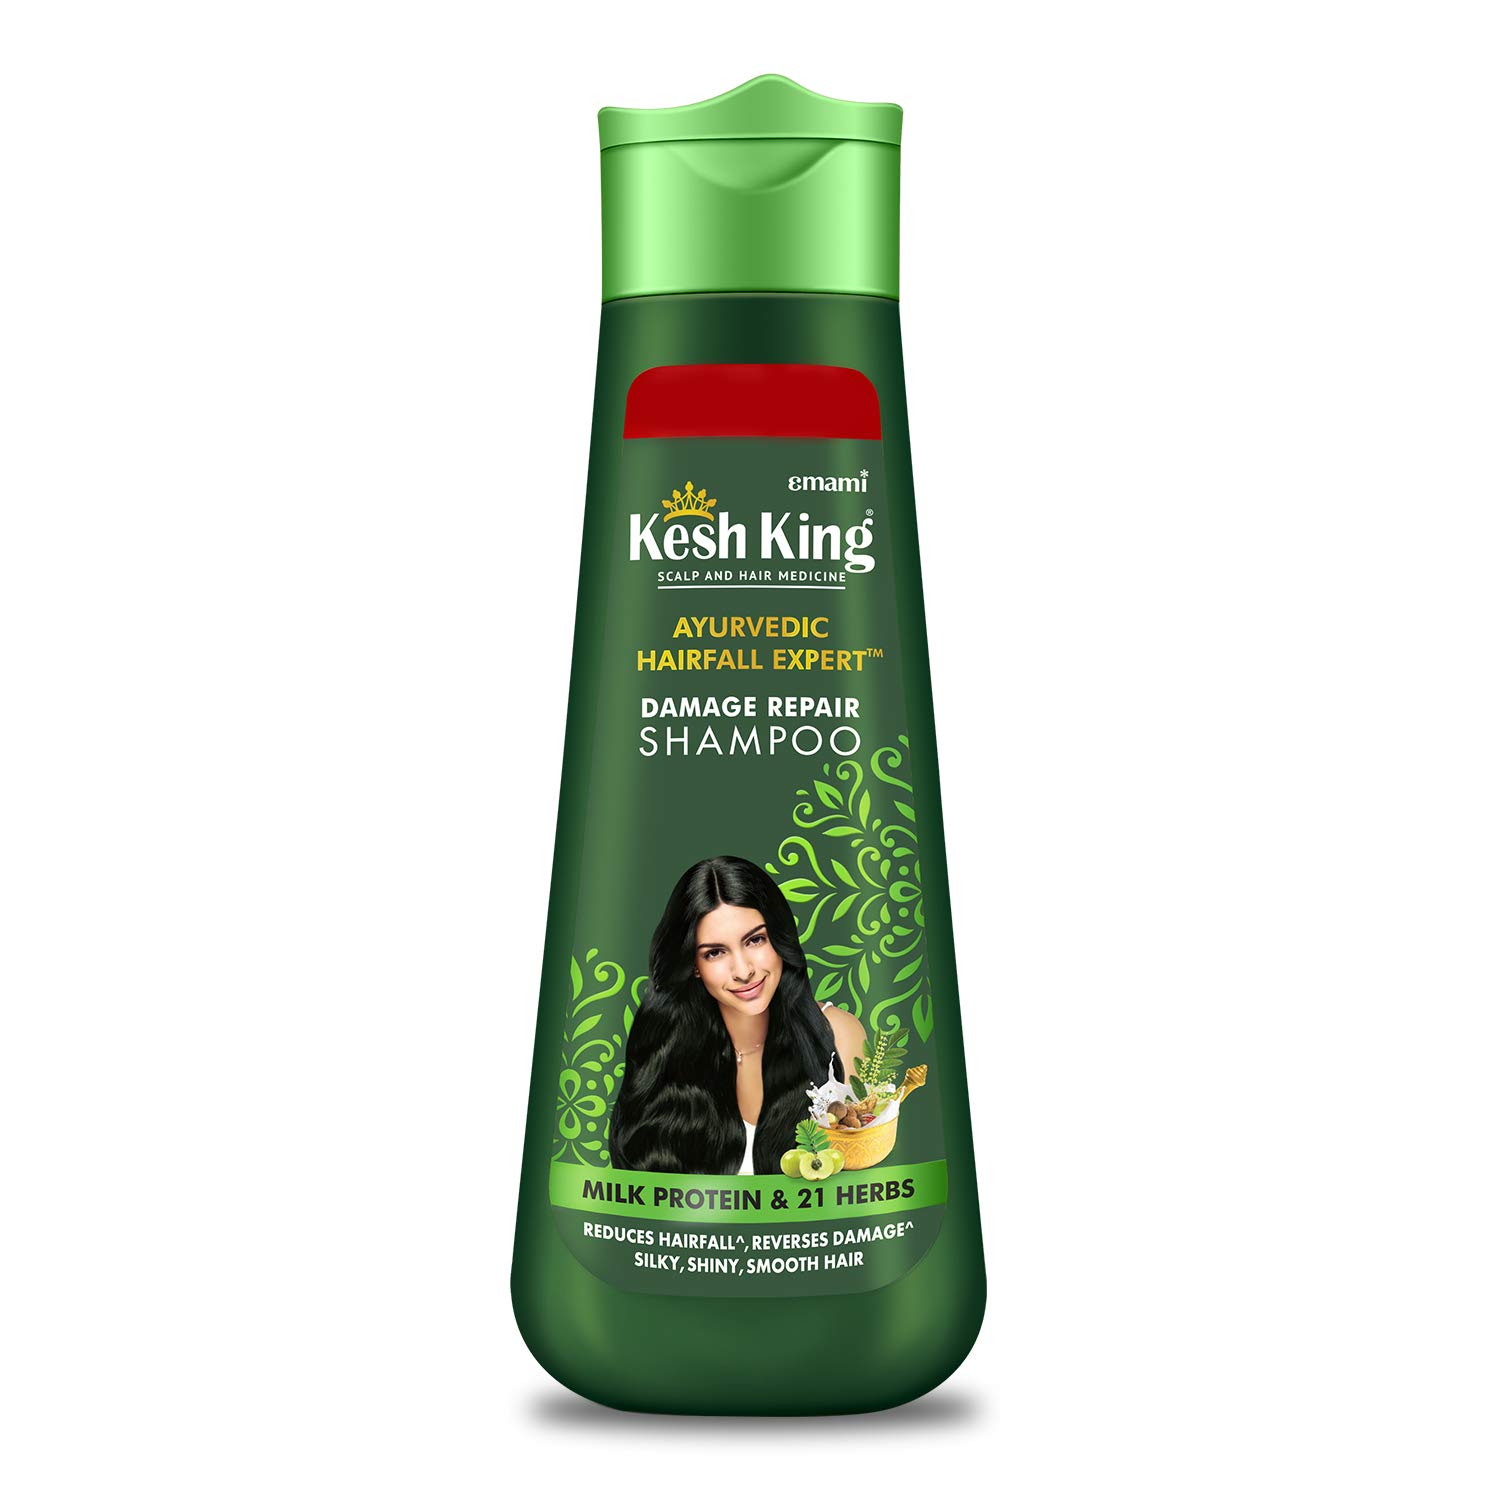 εmami*
Kesh King®
SCALP AND HAIR MEDICINE
AYURVEDIC
HAIRFALL EXPERT™
DAMAGE REPAIR
SHAMPOO
MILK PROTEIN & 21 HERBS
REDUCES HAIRFALL^, REVERSES DAMAGE^
SILKY, SHINY, SMOOTH HAIR